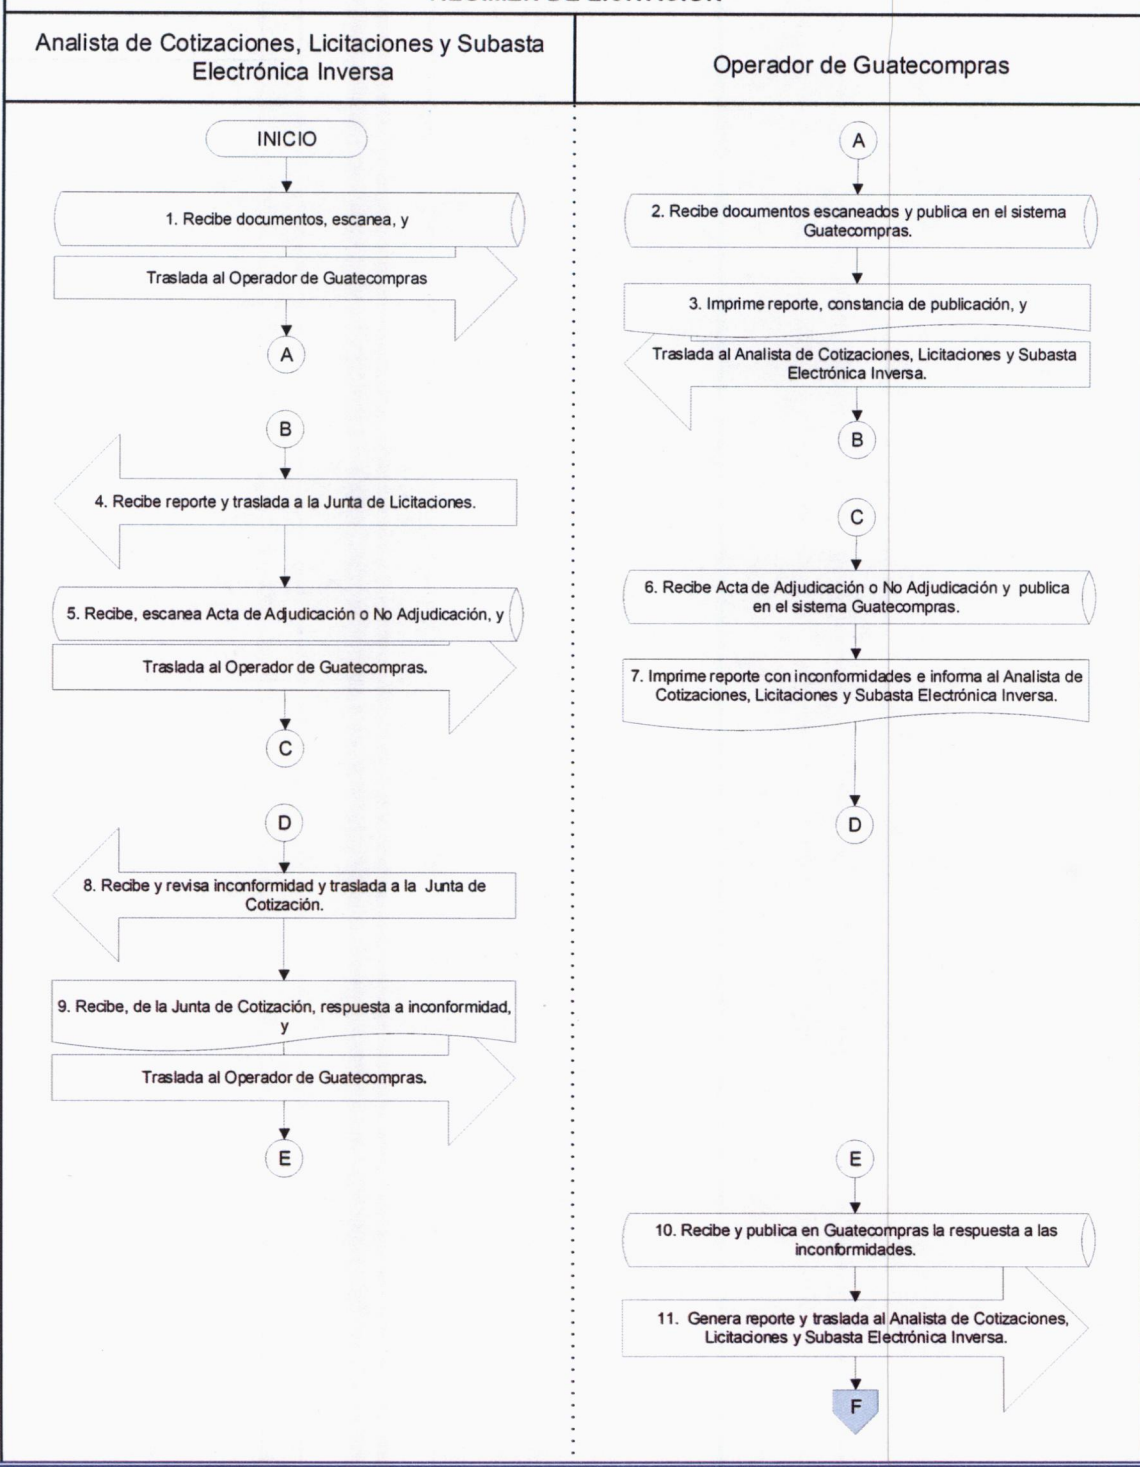 Analista de Cotizaciones, Licitaciones y Subasta
Electrónica Inversa
Operador de Guatecompras
INICIO
1. Recibe documentos, escanea, y
Traslada al Operador de Guatecompras
A
B
4. Recibe reporte y traslada a la Junta de Licitaciones.
5. Recibe, escanea Acta de Adjudicación o No Adjudicación, y
Traslada al Operador de Guatecompras.
C
D
8. Recibe y revisa inconformidad y traslada a la Junta de
Cotización.
9. Recibe, de la Junta de Cotización, respuesta a inconformidad,
y
Traslada al Operador de Guatecompras.
E
A
2. Recibe documentos escaneados y publica en el sistema
Guatecompras.
3. Imprime reporte, constancia de publicación, y
Traslada al Analista de Cotizaciones, Licitaciones y Subasta
Electrónica Inversa.
B
C
6. Recibe Acta de Adjudicación o No Adjudicación y publica
en el sistema Guatecompras.
7. Imprime reporte con inconformidades e informa al Analista de
Cotizaciones, Licitaciones y Subasta Electrónica Inversa.
D
E
10. Recibe y publica en Guatecompras la respuesta a las
inconformidades.
11. Genera reporte y traslada al Analista de Cotizaciones,
Licitaciones y Subasta Electrónica Inversa.
F